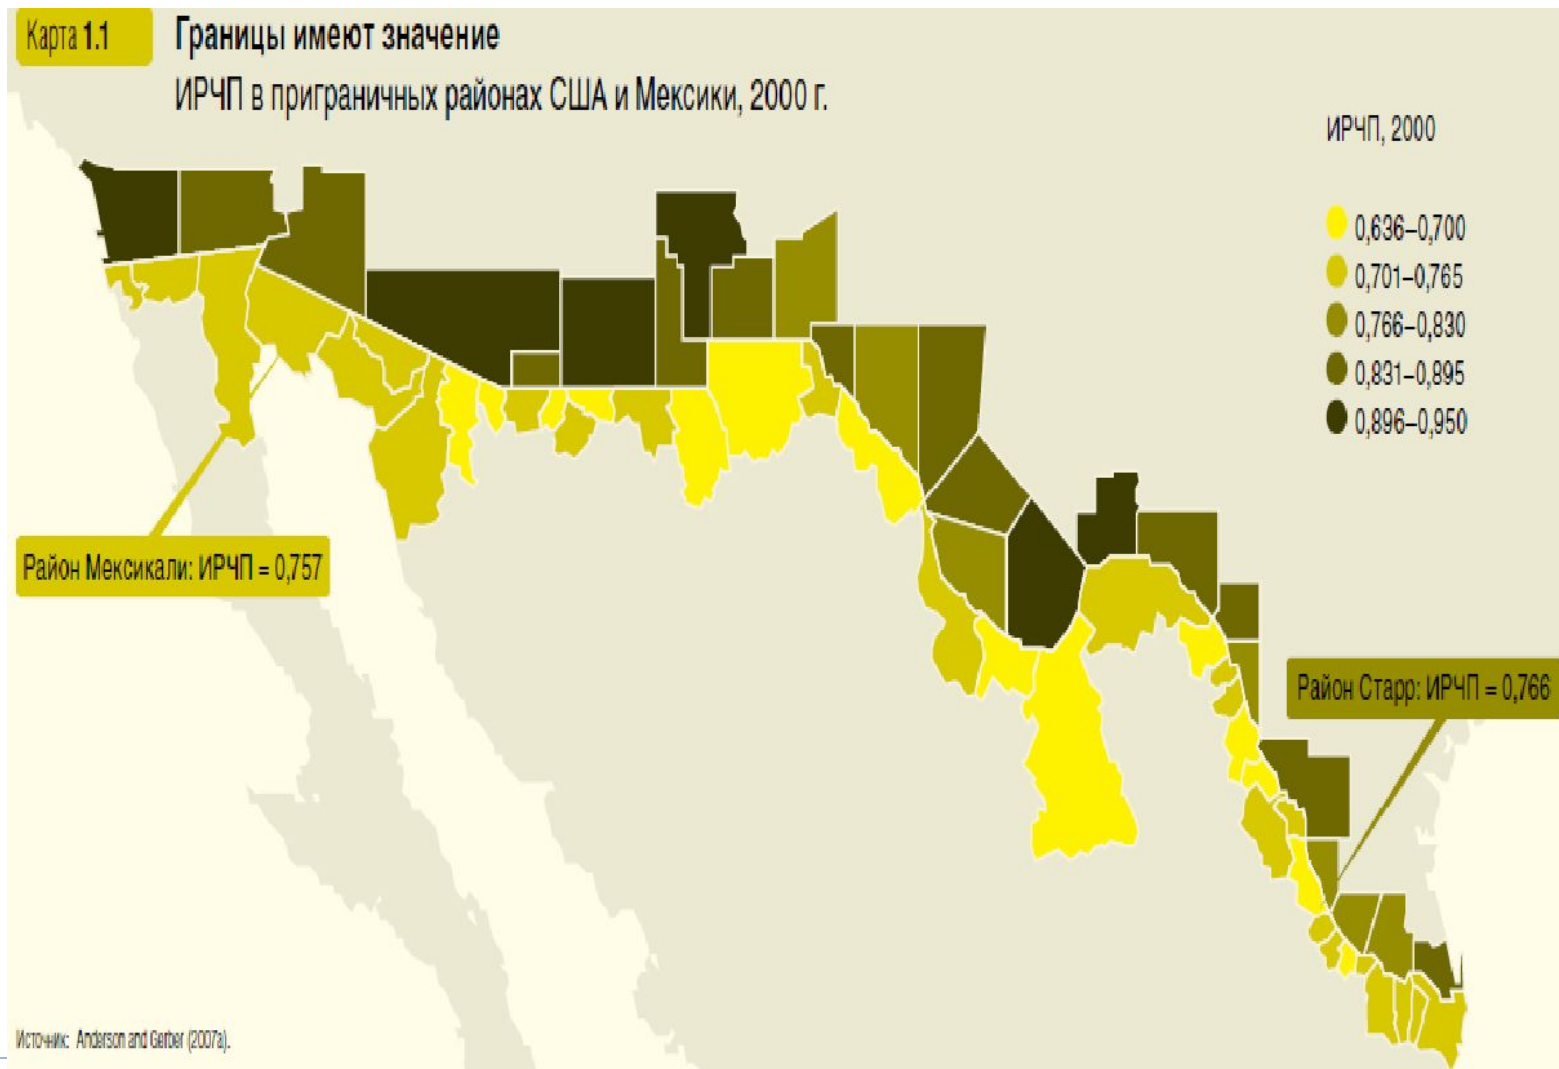 Карта 1.1
Границы имеют значение
ИРЧП в приграничных районах США и Мексики, 2000 г.
ИРЧП, 2000
0,636–0,700
0,701–0,765
0,766–0,830
0,831–0,895
0,896–0,950
Район Мексикали: ИРЧП = 0,757
Район Старр: ИРЧП = 0,766
Источник: Anderson and Gerber (2007a).